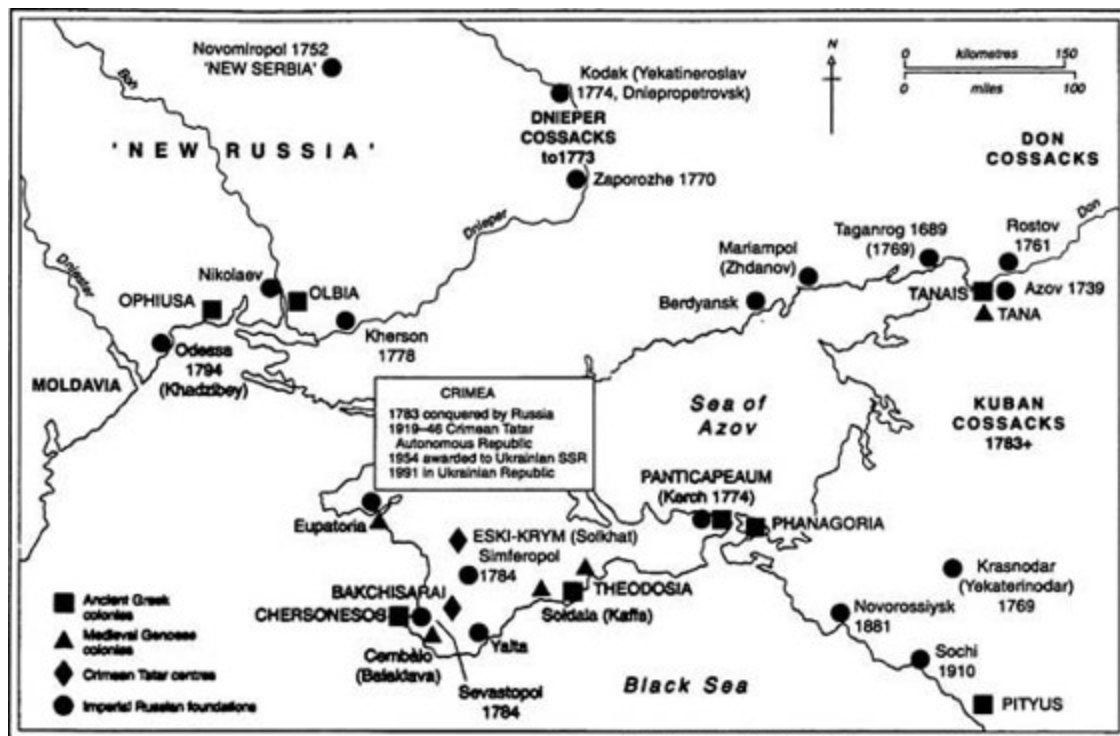 Novomiropol 1752
'NEW SERBIA'
Boh
Kodak (Yekatineroslav
1774, Dniepropetrovsk)
N
0 kilometres 150
0 miles 100
'NEW RUSSIA'
DNIEPER
COSSACKS
to1773
DON
COSSACKS
Zaporozhe 1770
Dnieper
Don
Dniestar
Taganrog 1689
(1769)
Rostov
1761
Mariampol
(Zhdanov)
Nikolaev
OLBIA
OPHIUSA
Berdyansk
TANAIS
Azov 1739
TANA
Kherson
1778
Odessa
1794
(Khadzibey)
MOLDAVIA
CRIMEA
1783 conquered by Russia
1919–46 Crimean Tatar
Autonomous Republic
1954 awarded to Ukrainian SSR
1991 in Ukrainian Republic
Sea of
Azov
KUBAN
COSSACKS
1783+
PANTICAPEAUM
(Kerch 1774)
PHANAGORIA
Eupatoria
ESKI-KRYM (Solkhat)
Simferopol
1784
THEODOSIA
Krasnodar
(Yekaterinodar)
1769
BAKCHISARAI
CHERSONESOS
Soldaia (Kaffa)
Novorossiysk
1881
Yalta
Cembalo
(Balaklava)
Sevastopol
1784
Sochi
1910
Black Sea
PITYUS
Ancient Greek
colonies
Medieval Genoese
colonies
Crimean Tatar centres
Imperial Russian foundations